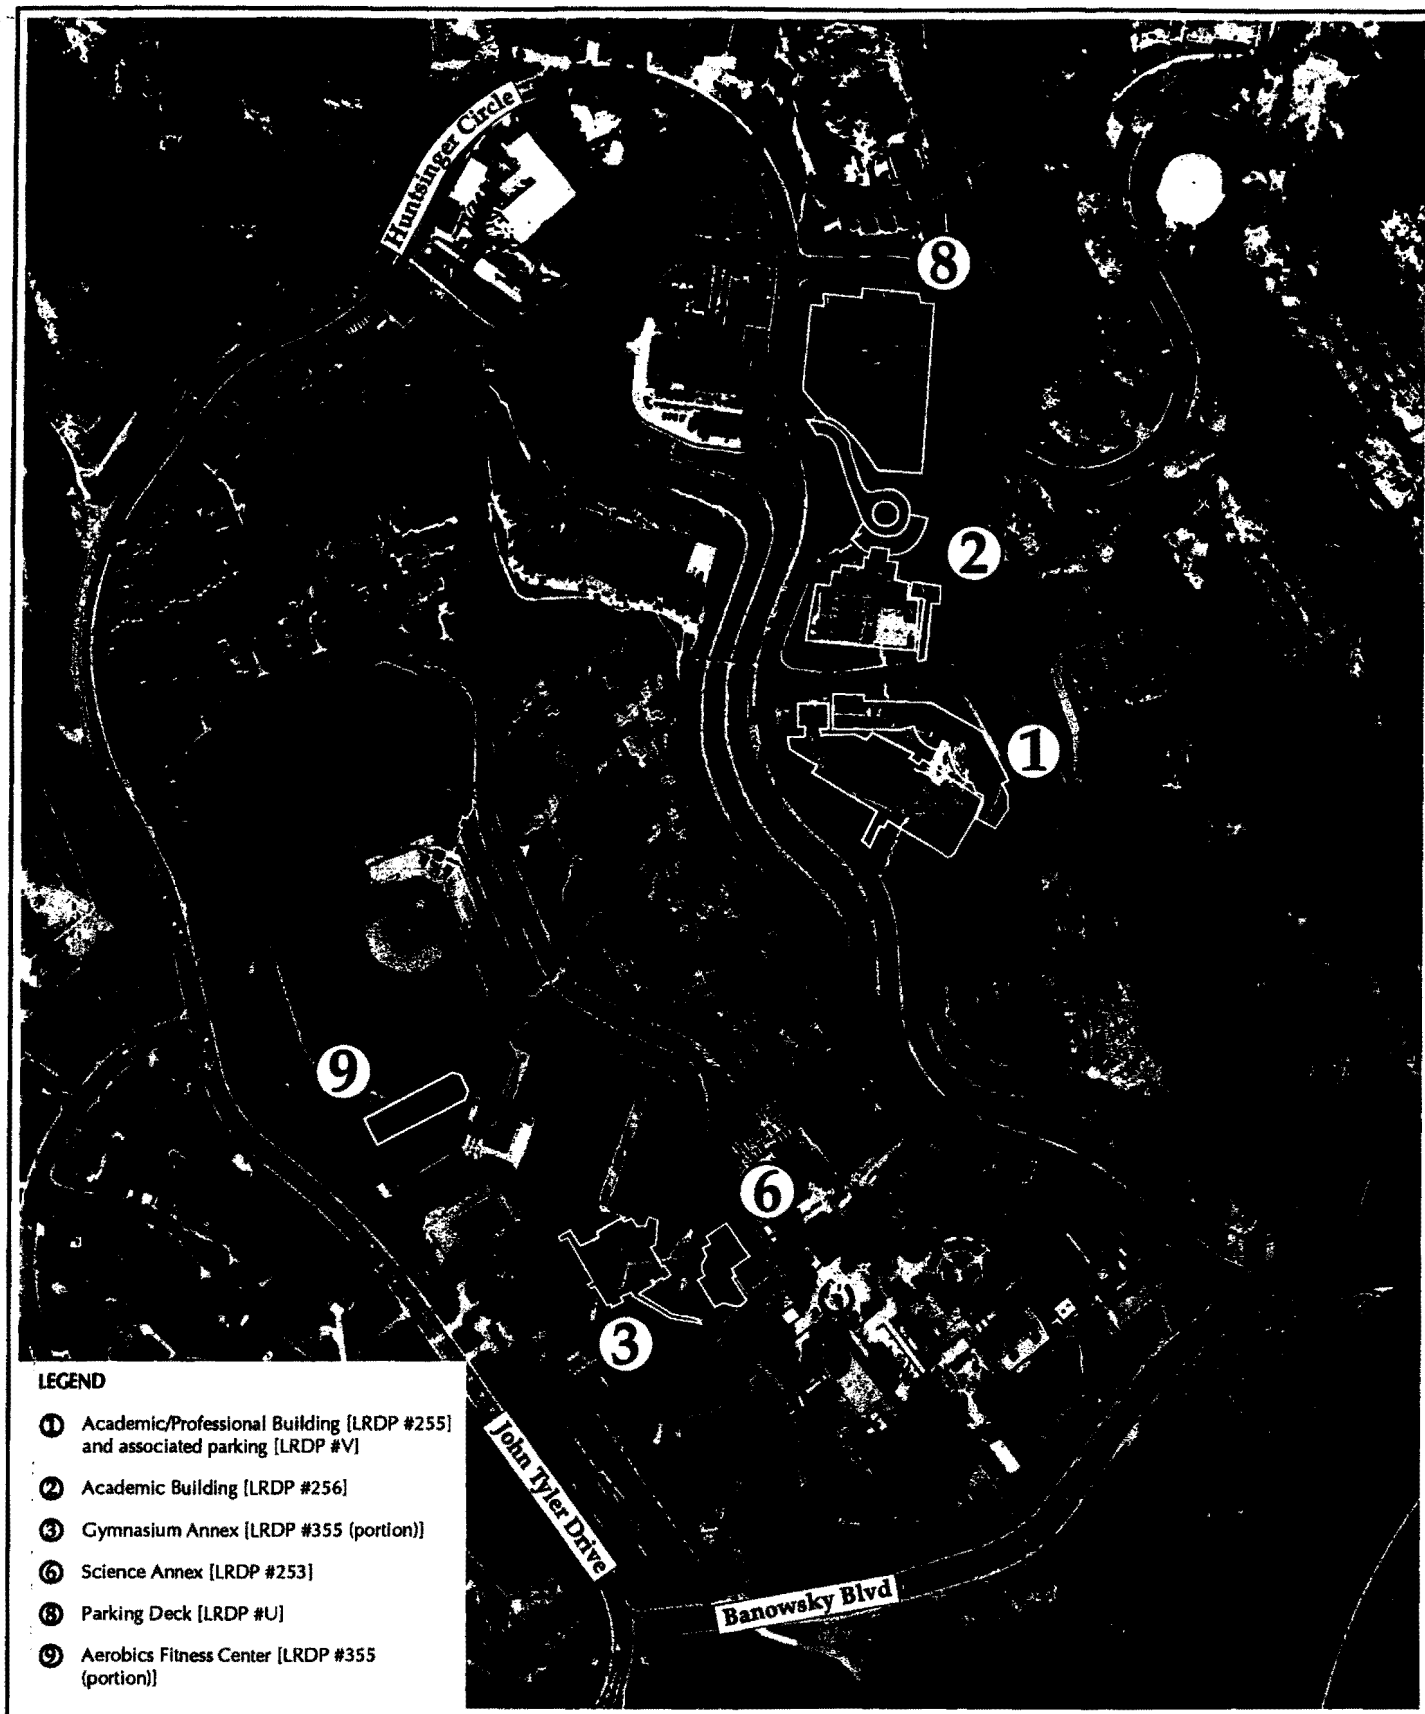 Huntsinger Circle
8
2
1
9
6
3
John Tyler Drive
Banowsky Blvd
LEGEND
1 Academic/Professional Building [LRDP #255]
and associated parking [LRDP #V]
2 Academic Building [LRDP #256]
3 Gymnasium Annex [LRDP #355 (portion)]
6 Science Annex [LRDP #253]
8 Parking Deck [LRDP #U]
9 Aerobics Fitness Center [LRDP #355
(portion)]